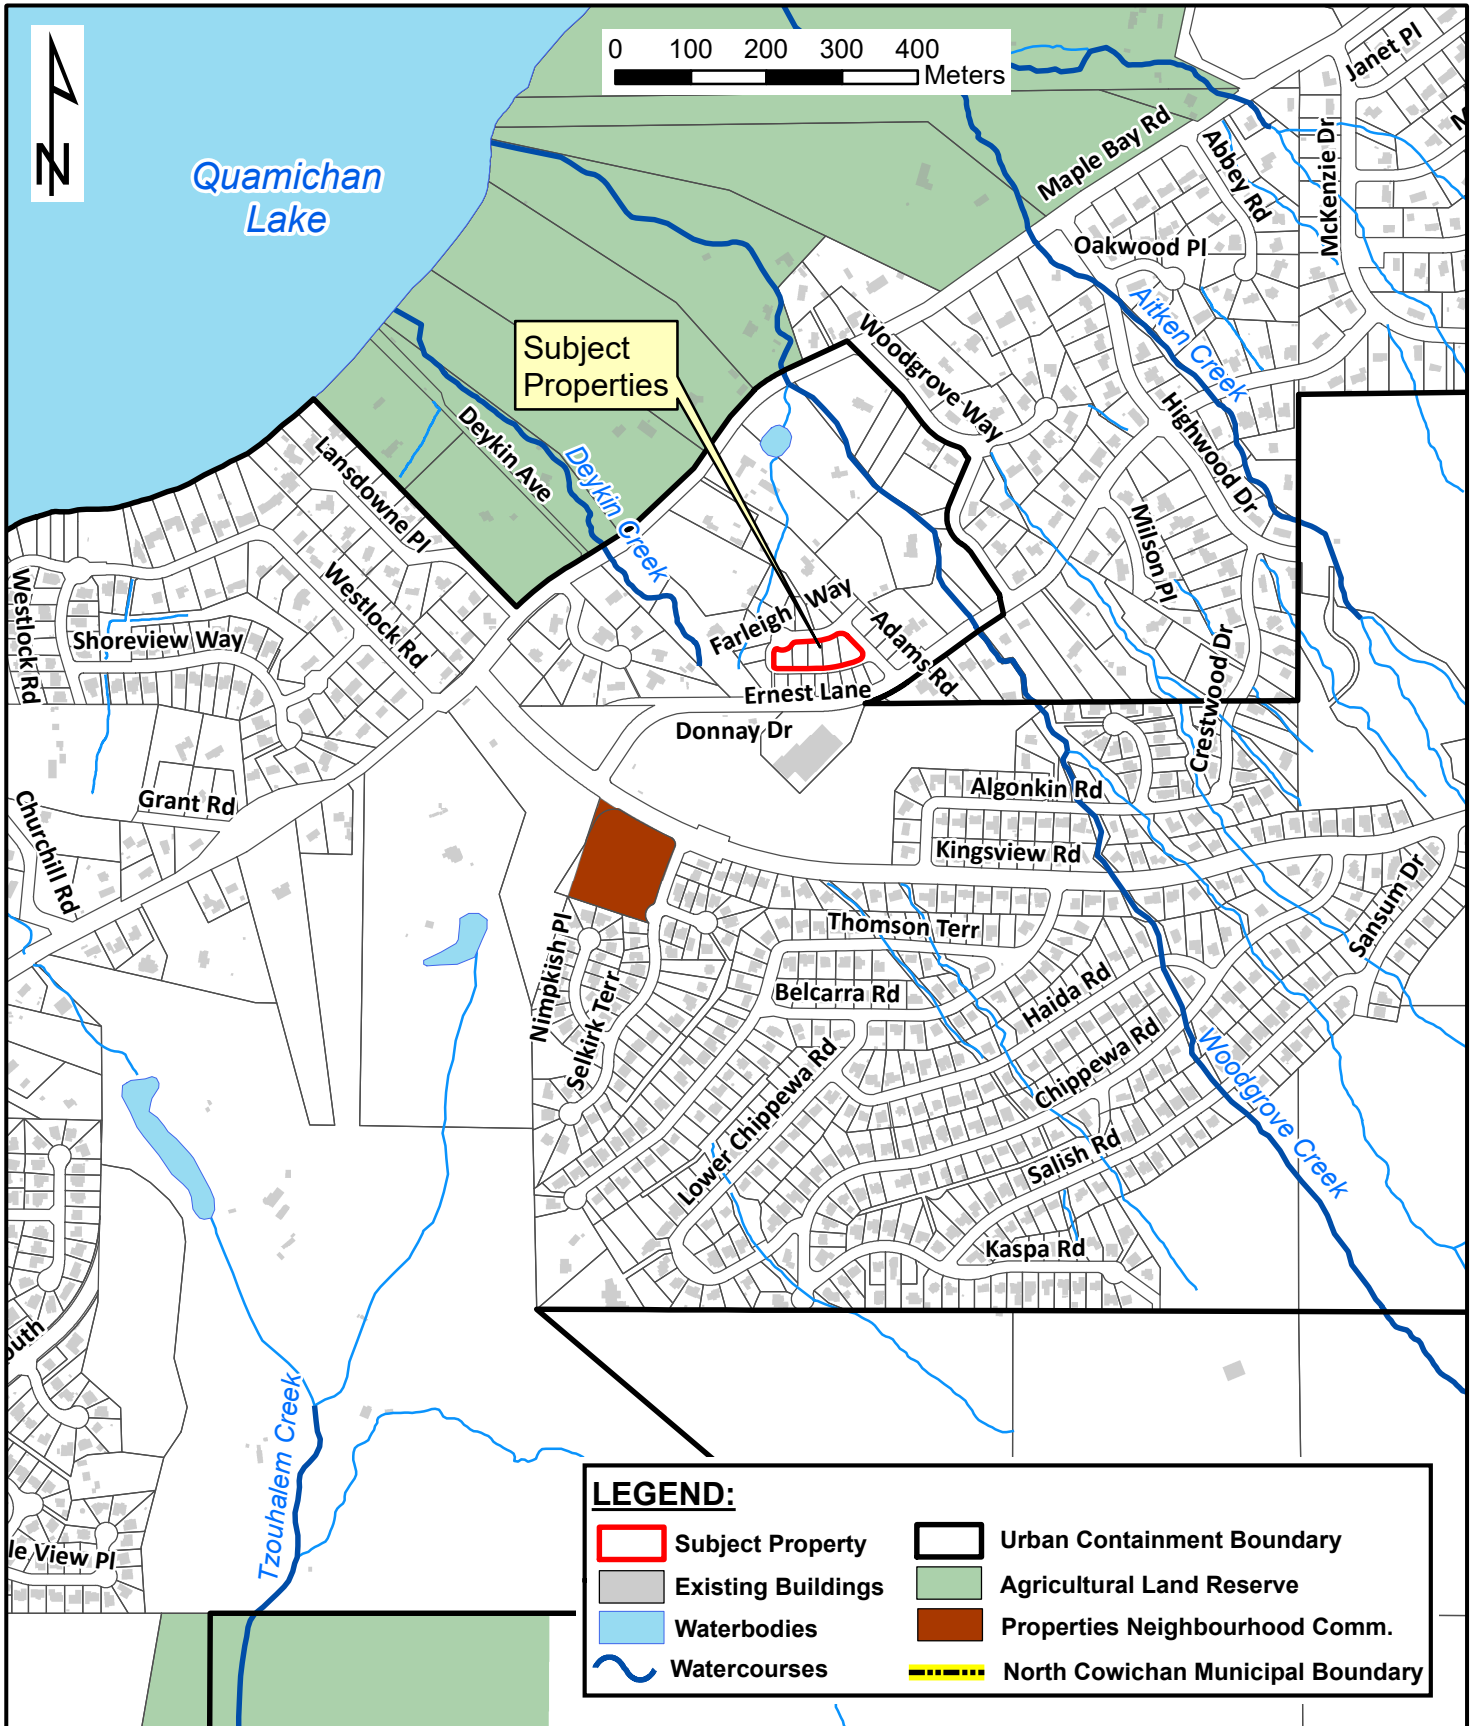 0 100 200 300 400
Meters
N
Quamichan
Lake
Janet Pl
Maple Bay Rd
Abbey Rd
McKenzie Dr
Oakwood Pl
Aitken Creek
Subject
Properties
Woodgrove Way
Highwood Dr
Deykin Ave
Deykin Creek
Lansdowne Pl
Milson Pl
Westlock Rd
Westlock Rd
Shoreview Way
Farleigh Way
Adams Rd
Crestwood Dr
Ernest Lane
Donnay Dr
Grant Rd
Churchill Rd
Algonkin Rd
Kingsview Rd
Sansum Dr
Thomson Terr
Nimpkish Pl
Selkirk Terr
Belcarra Rd
Haida Rd
Chippewa Rd
Lower Chippewa Rd
Woodgrove Creek
Salish Rd
Kaspa Rd
outh
Tzouhalem Creek
le View Pl
LEGEND:
Subject Property
Existing Buildings
Waterbodies
Watercourses
Urban Containment Boundary
Agricultural Land Reserve
Properties Neighbourhood Comm.
North Cowichan Municipal Boundary